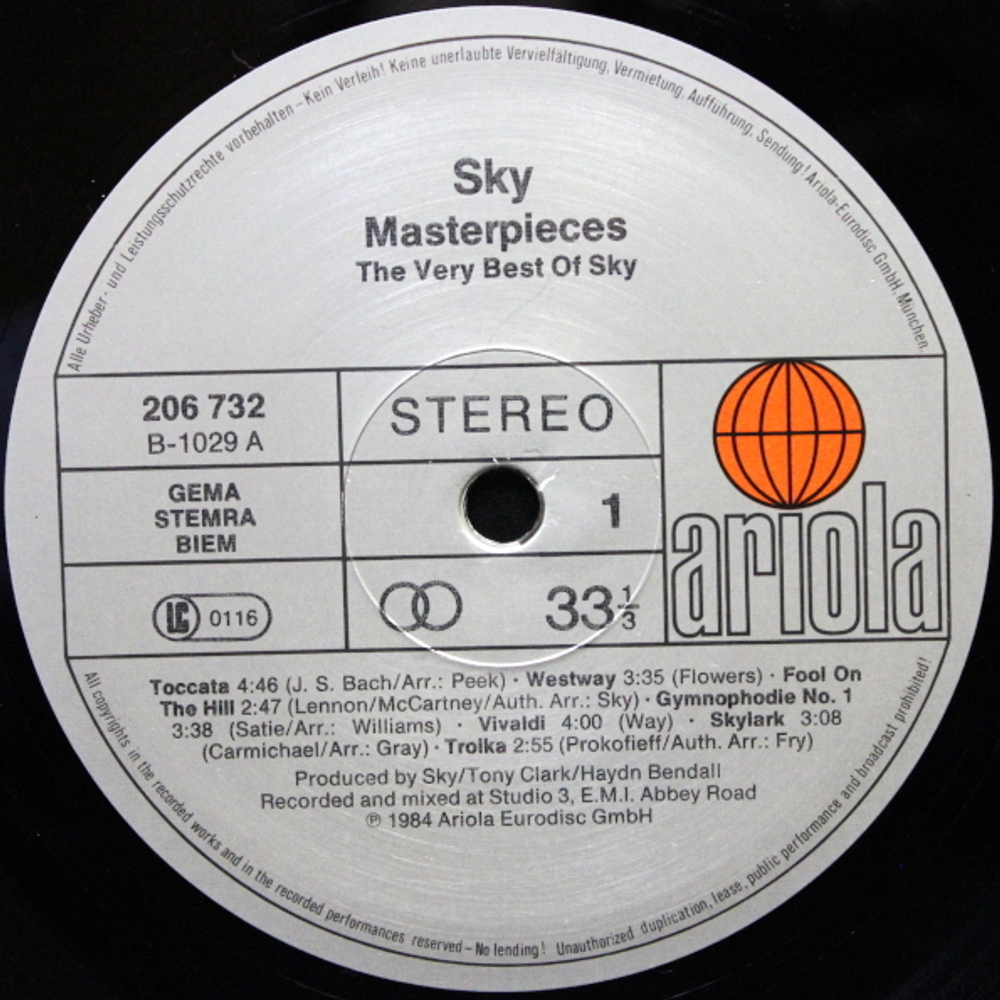 Alle Urheber- und Leistungsschutzrechte vorbehalten – Kein Verleih! Keine unerlaubte Vervielfältigung, Vermietung, Aufführung, Sendung! Ariola-Eurodisc GmbH, München.
Sky
Masterpieces
The Very Best Of Sky
206 732
B-1029 A
STEREO
GEMA
STEMRA
BIEM
1
LC 0116
33 1/3
ariola
Toccata 4:46 (J. S. Bach/Arr.: Peek) · Westway 3:35 (Flowers) · Fool On
The Hill 2:47 (Lennon/McCartney/Auth. Arr.: Sky) · Gymnophodie No. 1
3:38 (Satie/Arr.: Williams) · Vivaldi 4:00 (Way) · Skylark 3:08
(Carmichael/Arr.: Gray) · Troika 2:55 (Prokofieff/Auth. Arr.: Fry)
Produced by Sky/Tony Clark/Haydn Bendall
Recorded and mixed at Studio 3, E.M.I. Abbey Road
℗ 1984 Ariola Eurodisc GmbH
All copyrights in the recorded works and in the recorded performances reserved – No lending! Unauthorized duplication, lease, public performance and broadcast prohibited!